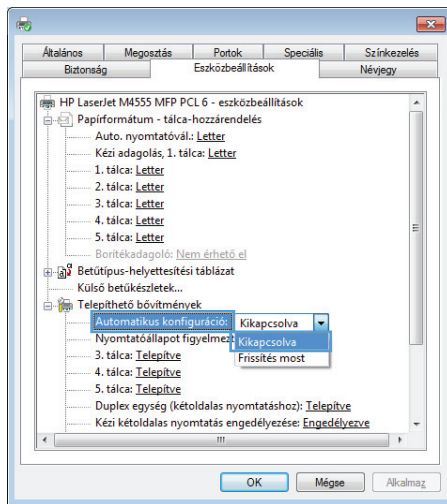 Általános
Megosztás
Portok
Speciális
Színkezelés
Biztonság
Eszközbeállítások
Névjegy
HP LaserJet M4555 MFP PCL 6 - eszközbeállítások
Papírformátum - tálca-hozzárendelés
Auto. nyomtatóvál.: Letter
Kézi adagolás, 1. tálca: Letter
1. tálca: Letter
2. tálca: Letter
3. tálca: Letter
4. tálca: Letter
5. tálca: Letter
Borítékadagoló: Nem érhető el
Betűtípus-helyettesítési táblázat
Külső betűkészletek...
Telepíthető bővítmények
Automatikus konfiguráció: Kikapcsolva
Kikapcsolva
Frissítés most
Nyomtatóállapot figyelmezt
3. tálca: Telepítve
4. tálca: Telepítve
5. tálca: Telepítve
Duplex egység (kétoldalas nyomtatáshoz): Telepítve
Kézi kétoldalas nyomtatás engedélyezése: Engedélyezve
OK
Mégse
Alkalmaz